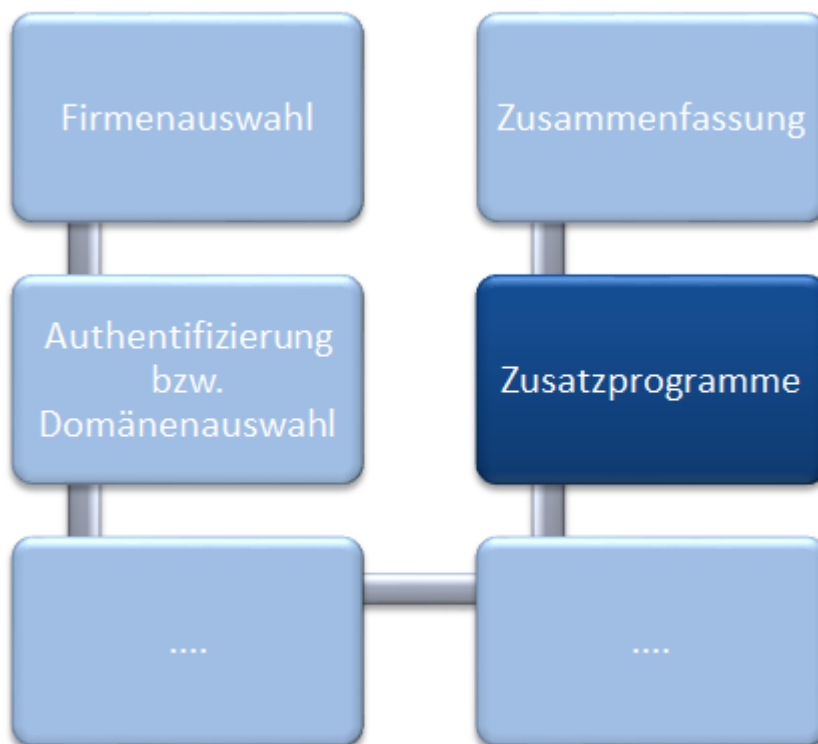 Firmenauswahl
Authentifizierung
bzw.
Domänenauswahl
....
....
Zusatzprogramme
Zusammenfassung